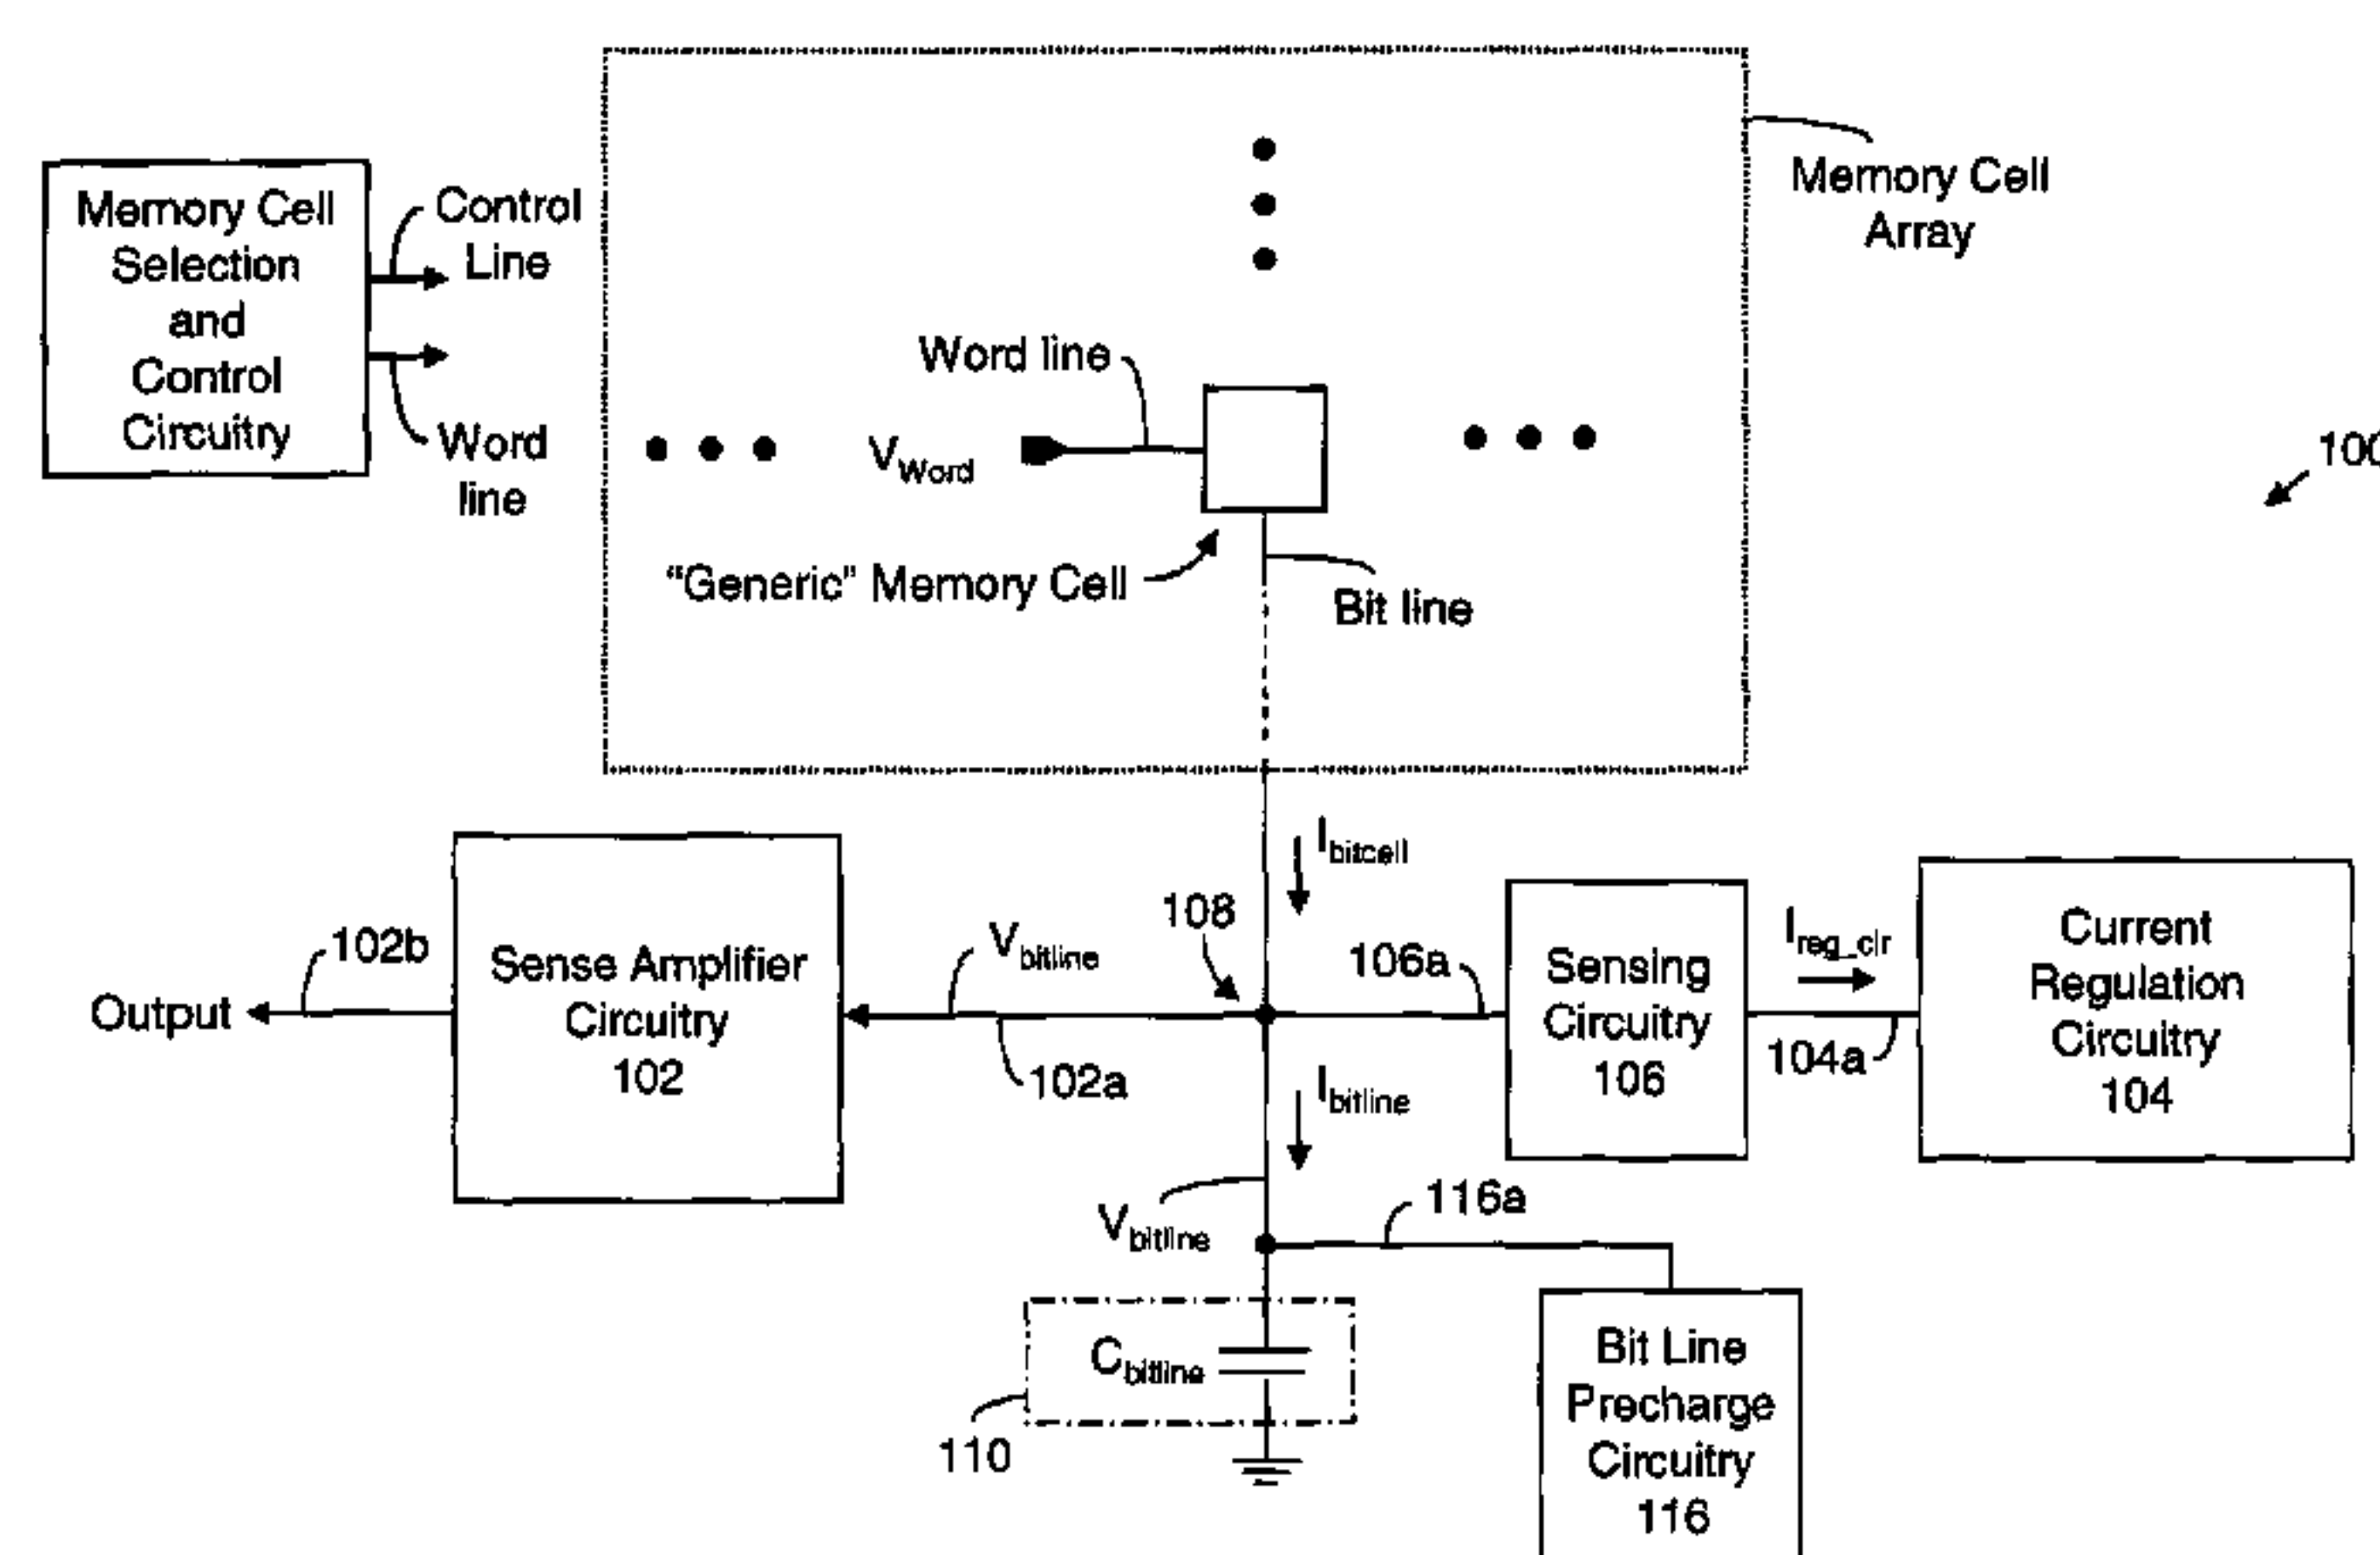 Memory Cell
Selection
and
Control
Circuitry
Control
Line
Word
line
Memory Cell
Array
Word line
VWord
"Generic" Memory Cell
Bit line
100
Ibitcell
108
102b
Output
Sense Amplifier
Circuitry
102
Vbitline
102a
106a
Sensing
Circuitry
106
Ireg_clr
104a
Current
Regulation
Circuitry
104
Ibitline
Vbitline
116a
Cbitline
110
Bit Line
Precharge
Circuitry
116